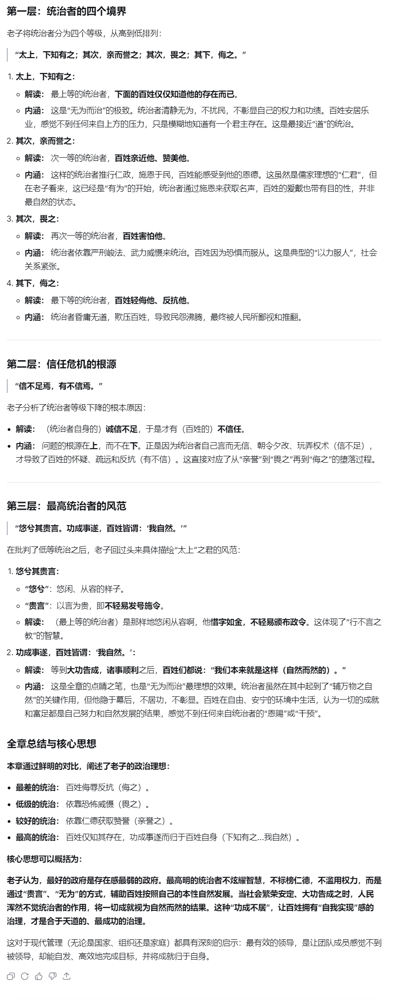 第一层：统治者的四个境界
老子将统治者分为四个等级，从高到低排列：
“太上，下知有之；其次，亲而誉之；其次，畏之；其下，侮之。”
1. 太上，下知有之：
解读： 最上等的统治者，下面的百姓仅仅知道他的存在而已。
内涵： 这是“无为而治”的极致。统治者清静无为，不扰民，不彰显自己的权力和功绩。百姓安居乐
业，感觉不到任何来自上方的压力，只是模糊地知道有一个君主存在。这是最接近“道”的统治。
2. 其次，亲而誉之：
解读： 次一等的统治者，百姓亲近他、赞美他。
内涵： 这样的统治者推行仁政，施恩于民，百姓能感受到他的恩德。这虽然是儒家理想的“仁君”，但
在老子看来，这已经是“有为”的开始，统治者通过施恩来获取名声，百姓的爱戴也带有目的性，并非
最自然的状态。
3. 其次，畏之：
解读： 再次一等的统治者，百姓害怕他。
内涵： 统治者依靠严刑峻法、武力威慑来统治。百姓因为恐惧而服从。这是典型的“以力服人”，社会
关系紧张。
4. 其下，侮之：
解读： 最下等的统治者，百姓轻侮他、反抗他。
内涵： 统治者昏庸无道，欺压百姓，导致民怨沸腾，最终被人民所鄙视和推翻。
第二层：信任危机的根源
“信不足焉，有不信焉。”
老子分析了统治者等级下降的根本原因：
解读： （统治者自身的）诚信不足，于是才有（百姓的）不信任。
内涵： 问题的根源在上，而不在下。正是因为统治者自己言而无信、朝令夕改、玩弄权术（信不足），
才导致了百姓的怀疑、疏远和反抗（有不信）。这直接对应了从“亲誉”到“畏之”再到“侮之”的堕落过程。
第三层：最高统治者的风范
“悠兮其贵言。功成事遂，百姓皆谓：‘我自然。’”
在批判了低等统治之后，老子回过头来具体描绘“太上”之君的风范：
1. 悠兮其贵言：
“悠兮”：悠闲、从容的样子。
“贵言”：以言为贵，即不轻易发号施令。
解读： （最上等的统治者）是那样地悠闲从容啊，他惜字如金，不轻易颁布政令。这体现了“行不言之
教”的智慧。
2. 功成事遂，百姓皆谓：‘我自然。’：
解读： 等到大功告成，诸事顺利之后，百姓们都说：“我们本来就是这样（自然而然的）。”
内涵： 这是全章的点睛之笔，也是“无为而治”最理想的效果。统治者虽然在其中起到了“辅万物之自
然”的关键作用，但他隐于幕后，不居功，不彰显。百姓在自由、安宁的环境中生活，认为一切的成就
和富足都是自己努力和自然发展的结果，感觉不到任何来自统治者的“恩赐”或“干预”。
全章总结与核心思想
本章通过鲜明的对比，阐述了老子的政治理想：
最差的统治： 百姓侮辱反抗（侮之）。
低级的统治： 依靠恐怖威慑（畏之）。
较好的统治： 依靠仁德获取赞誉（亲誉之）。
最高的统治： 百姓仅知其存在，功成事遂而归于百姓自身（下知有之...我自然）。
核心思想可以概括为：
老子认为，最好的政府是存在感最弱的政府。最高明的统治者不炫耀智慧，不标榜仁德，不滥用权力，而是
通过“贵言”、“无为”的方式，辅助百姓按照自己的本性自然发展。当社会繁荣安定、大功告成之时，人民
浑然不觉统治者的作用，将一切成就视为自然而然的结果。这种“功成不居”，让百姓拥有“自我实现”感的
治理，才是合于天道的、最成功的治理。
这对于现代管理（无论是国家、组织还是家庭）都具有深刻的启示：最有效的领导，是让团队成员感觉不到
被领导，却能自发、高效地完成目标，并将成就归于自身。